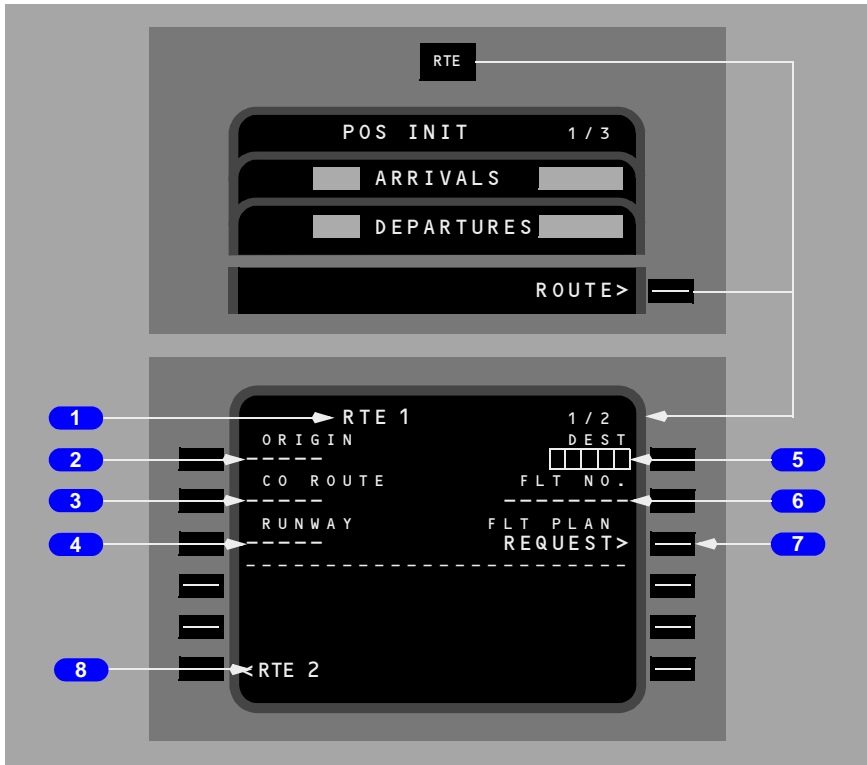 RTE
POS INIT 1/3
ARRIVALS
DEPARTURES
ROUTE>
1 RTE 1 1/2
ORIGIN DEST
2 ----- 5
CO ROUTE FLT NO.
3 ----- -------- 6
RUNWAY FLT PLAN
4 ----- REQUEST> 7
------------------------
8 <RTE 2